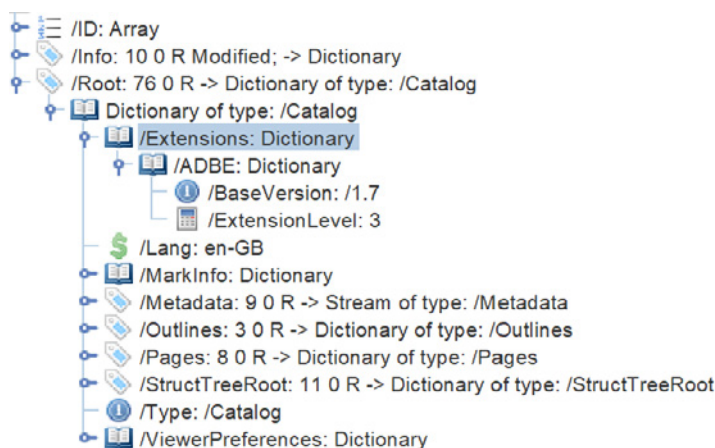 /ID: Array
/Info: 10 0 R Modified; -> Dictionary
/Root: 76 0 R -> Dictionary of type: /Catalog
Dictionary of type: /Catalog
/Extensions: Dictionary
/ADBE: Dictionary
/BaseVersion: /1.7
/ExtensionLevel: 3
/Lang: en-GB
/MarkInfo: Dictionary
/Metadata: 9 0 R -> Stream of type: /Metadata
/Outlines: 3 0 R -> Dictionary of type: /Outlines
/Pages: 8 0 R -> Dictionary of type: /Pages
/StructTreeRoot: 11 0 R -> Dictionary of type: /StructTreeRoot
/Type: /Catalog
/ViewerPreferences: Dictionary